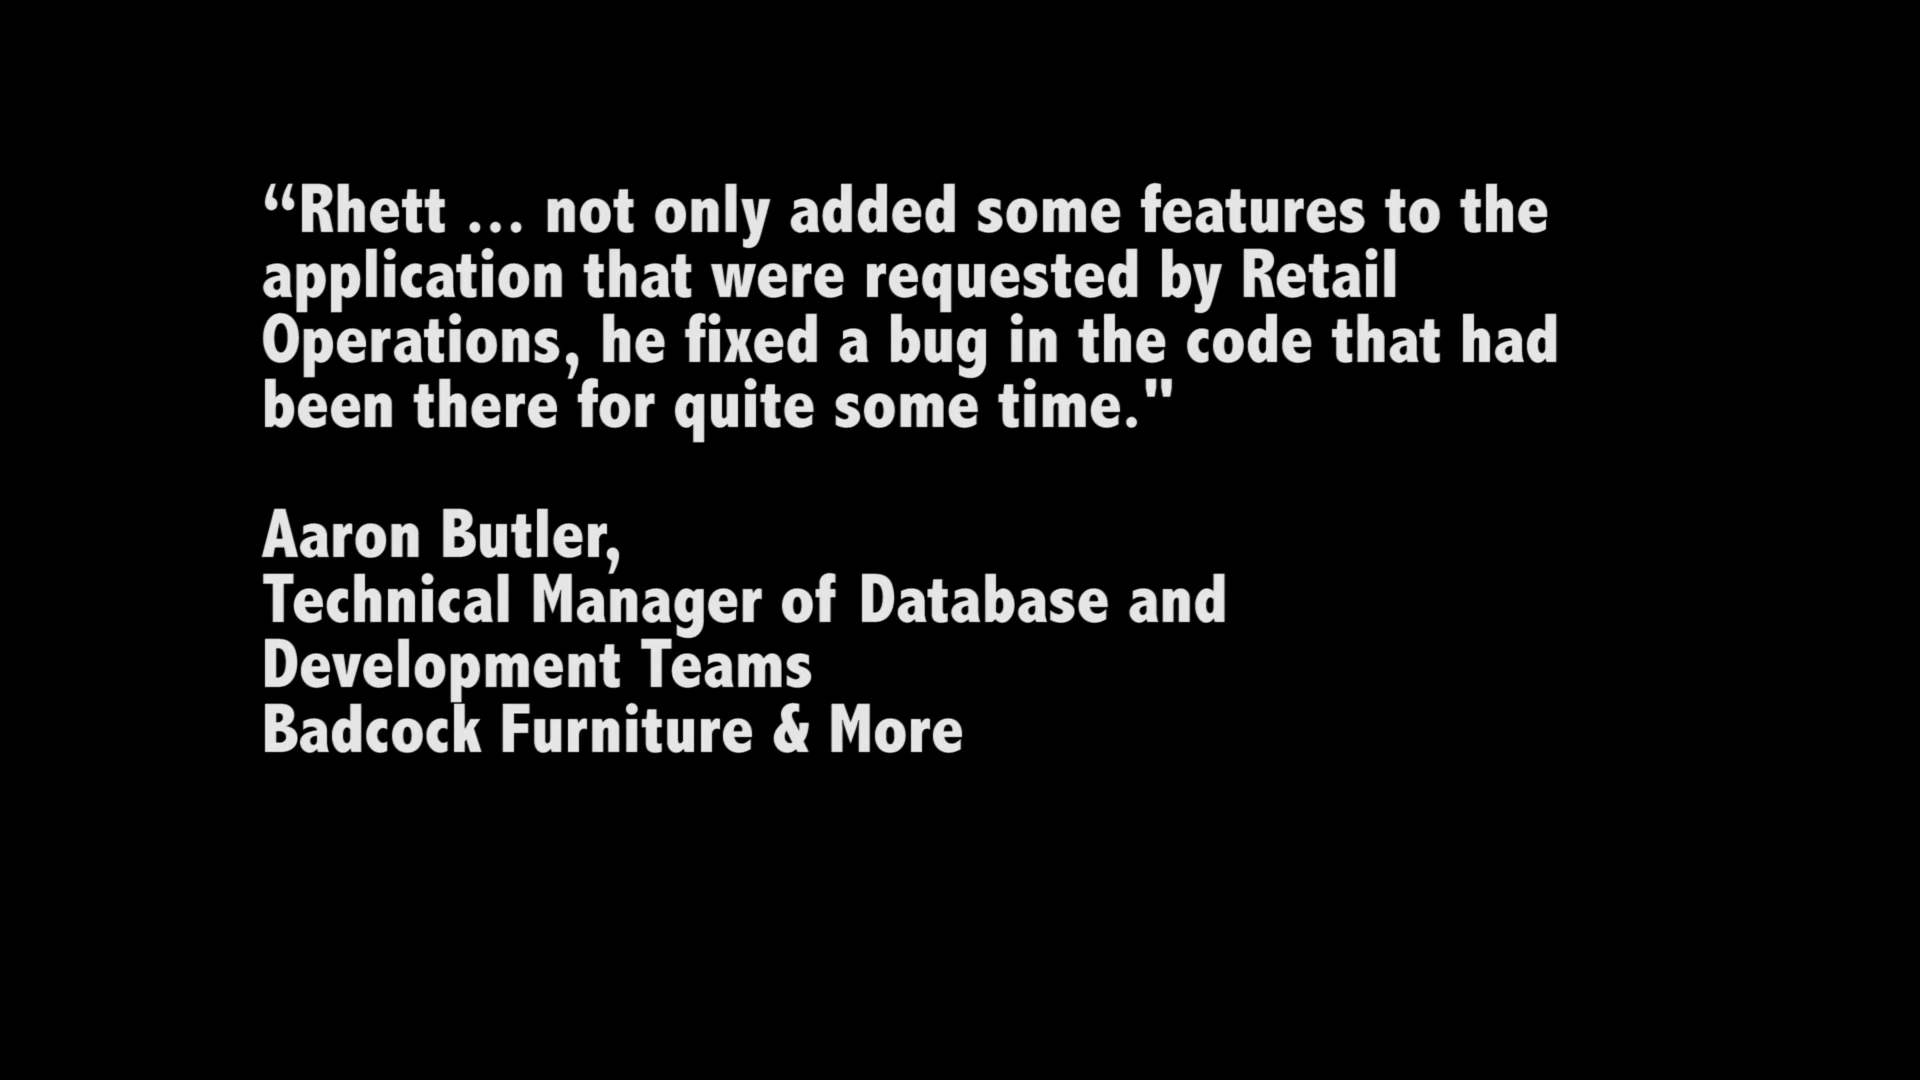 “Rhett ... not only added some features to the
application that were requested by Retail
Operations, he fixed a bug in the code that had
been there for quite some time."
Aaron Butler,
Technical Manager of Database and
Development Teams
Badcock Furniture & More